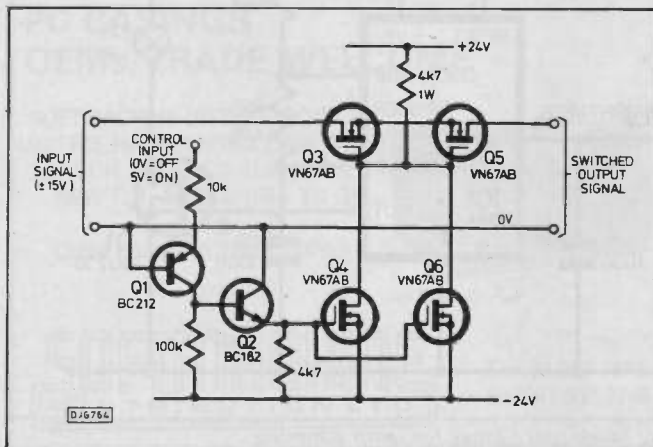 +24V
4k7
1W
CONTROL
INPUT
(0V = OFF
5V = ON)
INPUT
SIGNAL
(±15V)
10k
Q3
VN67AB
Q5
VN67AB
SWITCHED
OUTPUT
SIGNAL
0V
Q1
BC212
Q2
BC182
Q4
VN67AB
Q6
VN67AB
100k
4k7
-24V